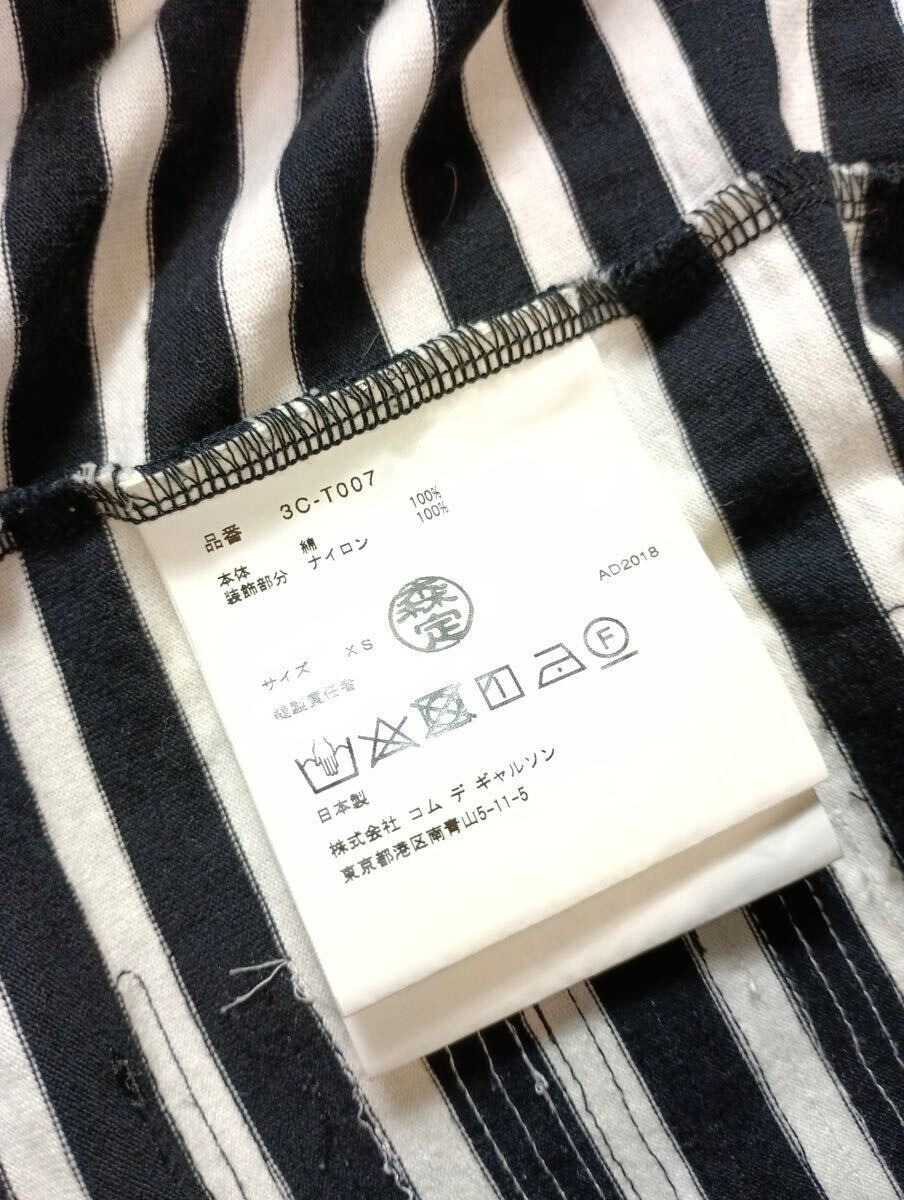 品番 3C-T007
本体 綿 100%
装飾部分 ナイロン 100%
AD2018
サイズ XS
森定
縫製責任者
F
日本製
株式会社 コム デ ギャルソン
東京都港区南青山5-11-5